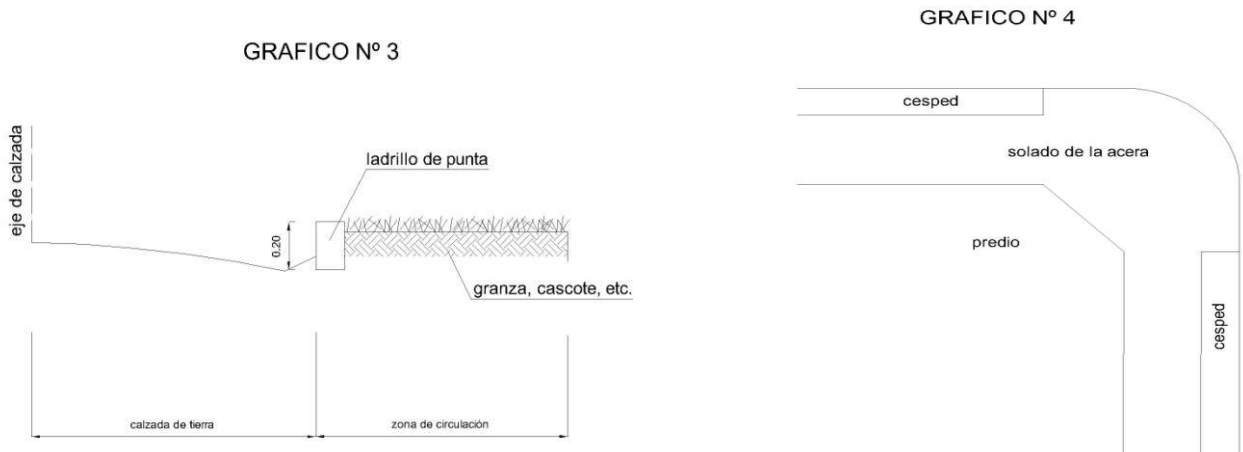 GRAFICO Nº 3
eje de calzada
ladrillo de punta
0.20
granza, cascote, etc.
calzada de tierra
zona de circulación
GRAFICO Nº 4
cesped
solado de la acera
predio
cesped